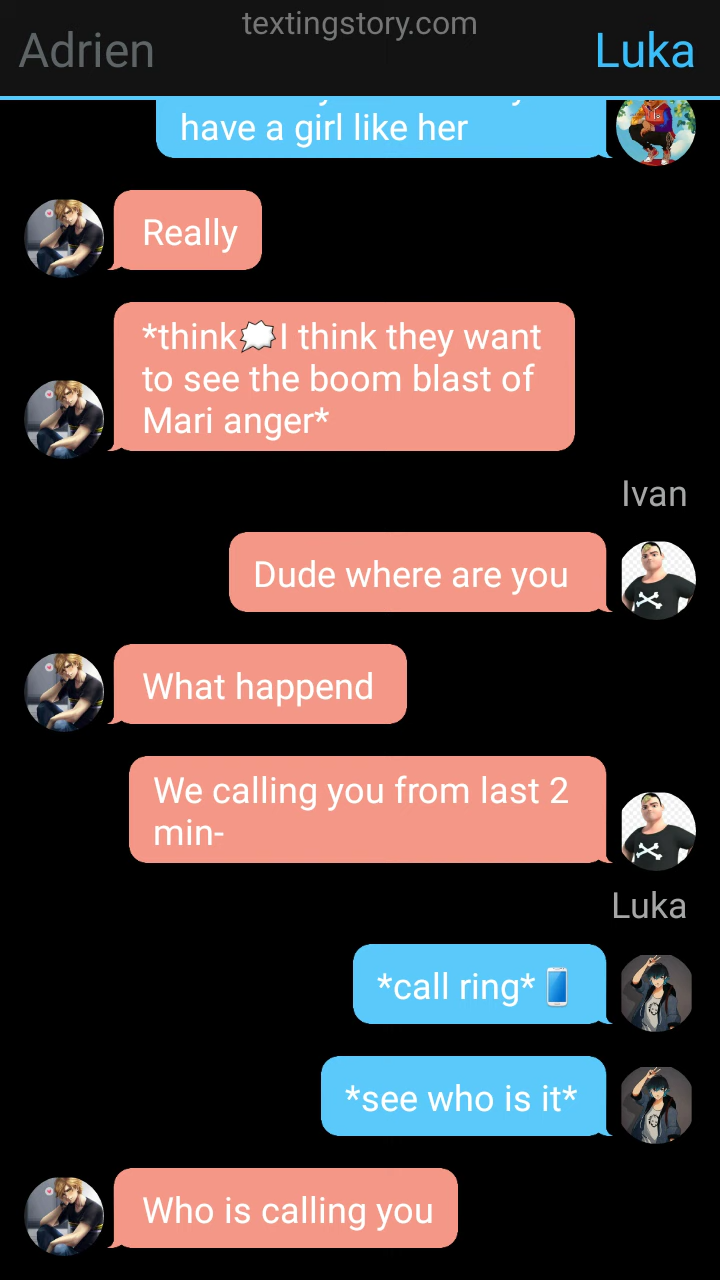 textingstory.com
Adrien
Luka
have a girl like her
Really
*think🗯I think they want
to see the boom blast of
Mari anger*
Ivan
Dude where are you
What happend
We calling you from last 2
min-
Luka
*call ring*📱
*see who is it*
Who is calling you